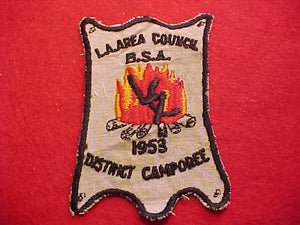 L.A. AREA COUNCIL
B.S.A.
1953
DISTRICT CAMPOREE